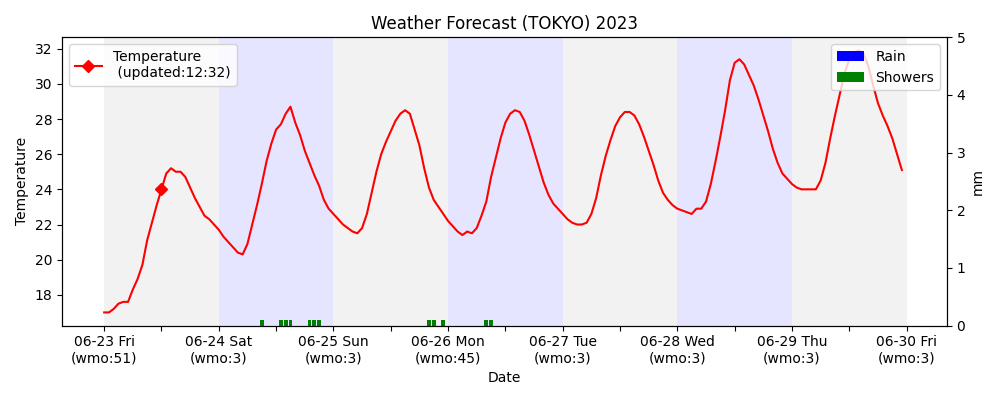 Weather Forecast (TOKYO) 2023
Temperature
(updated:12:32)
Rain
Showers
Temperature
32
30
28
26
24
22
20
18
5
4
3
2
1
0
mm
06-23 Fri
(wmo:51)
06-24 Sat
(wmo:3)
06-25 Sun
(wmo:3)
06-26 Mon
(wmo:45)
06-27 Tue
(wmo:3)
06-28 Wed
(wmo:3)
06-29 Thu
(wmo:3)
06-30 Fri
(wmo:3)
Date